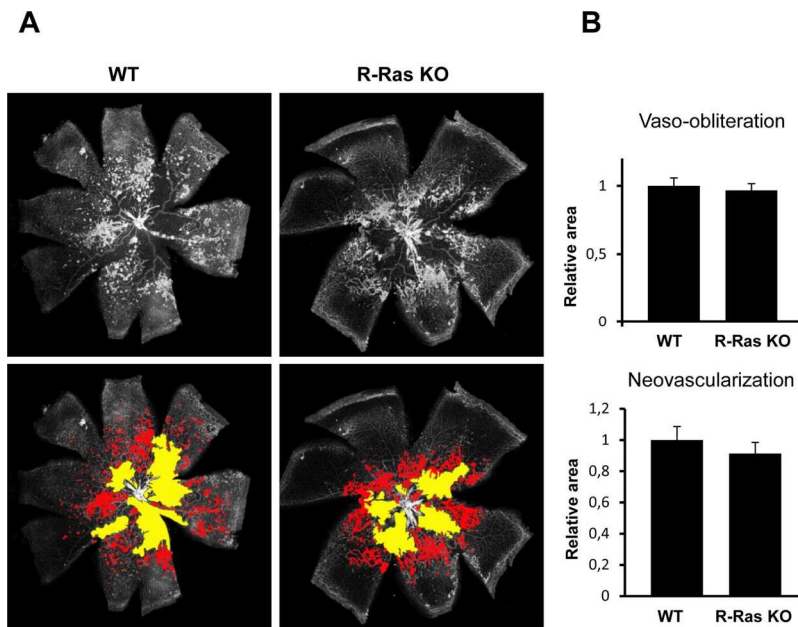 A
B
WT
R-Ras KO
Vaso-obliteration
Relative area
1
0,5
0
WT
R-Ras KO
Neovascularization
Relative area
1,2
1
0,8
0,6
0,4
0,2
0
WT
R-Ras KO